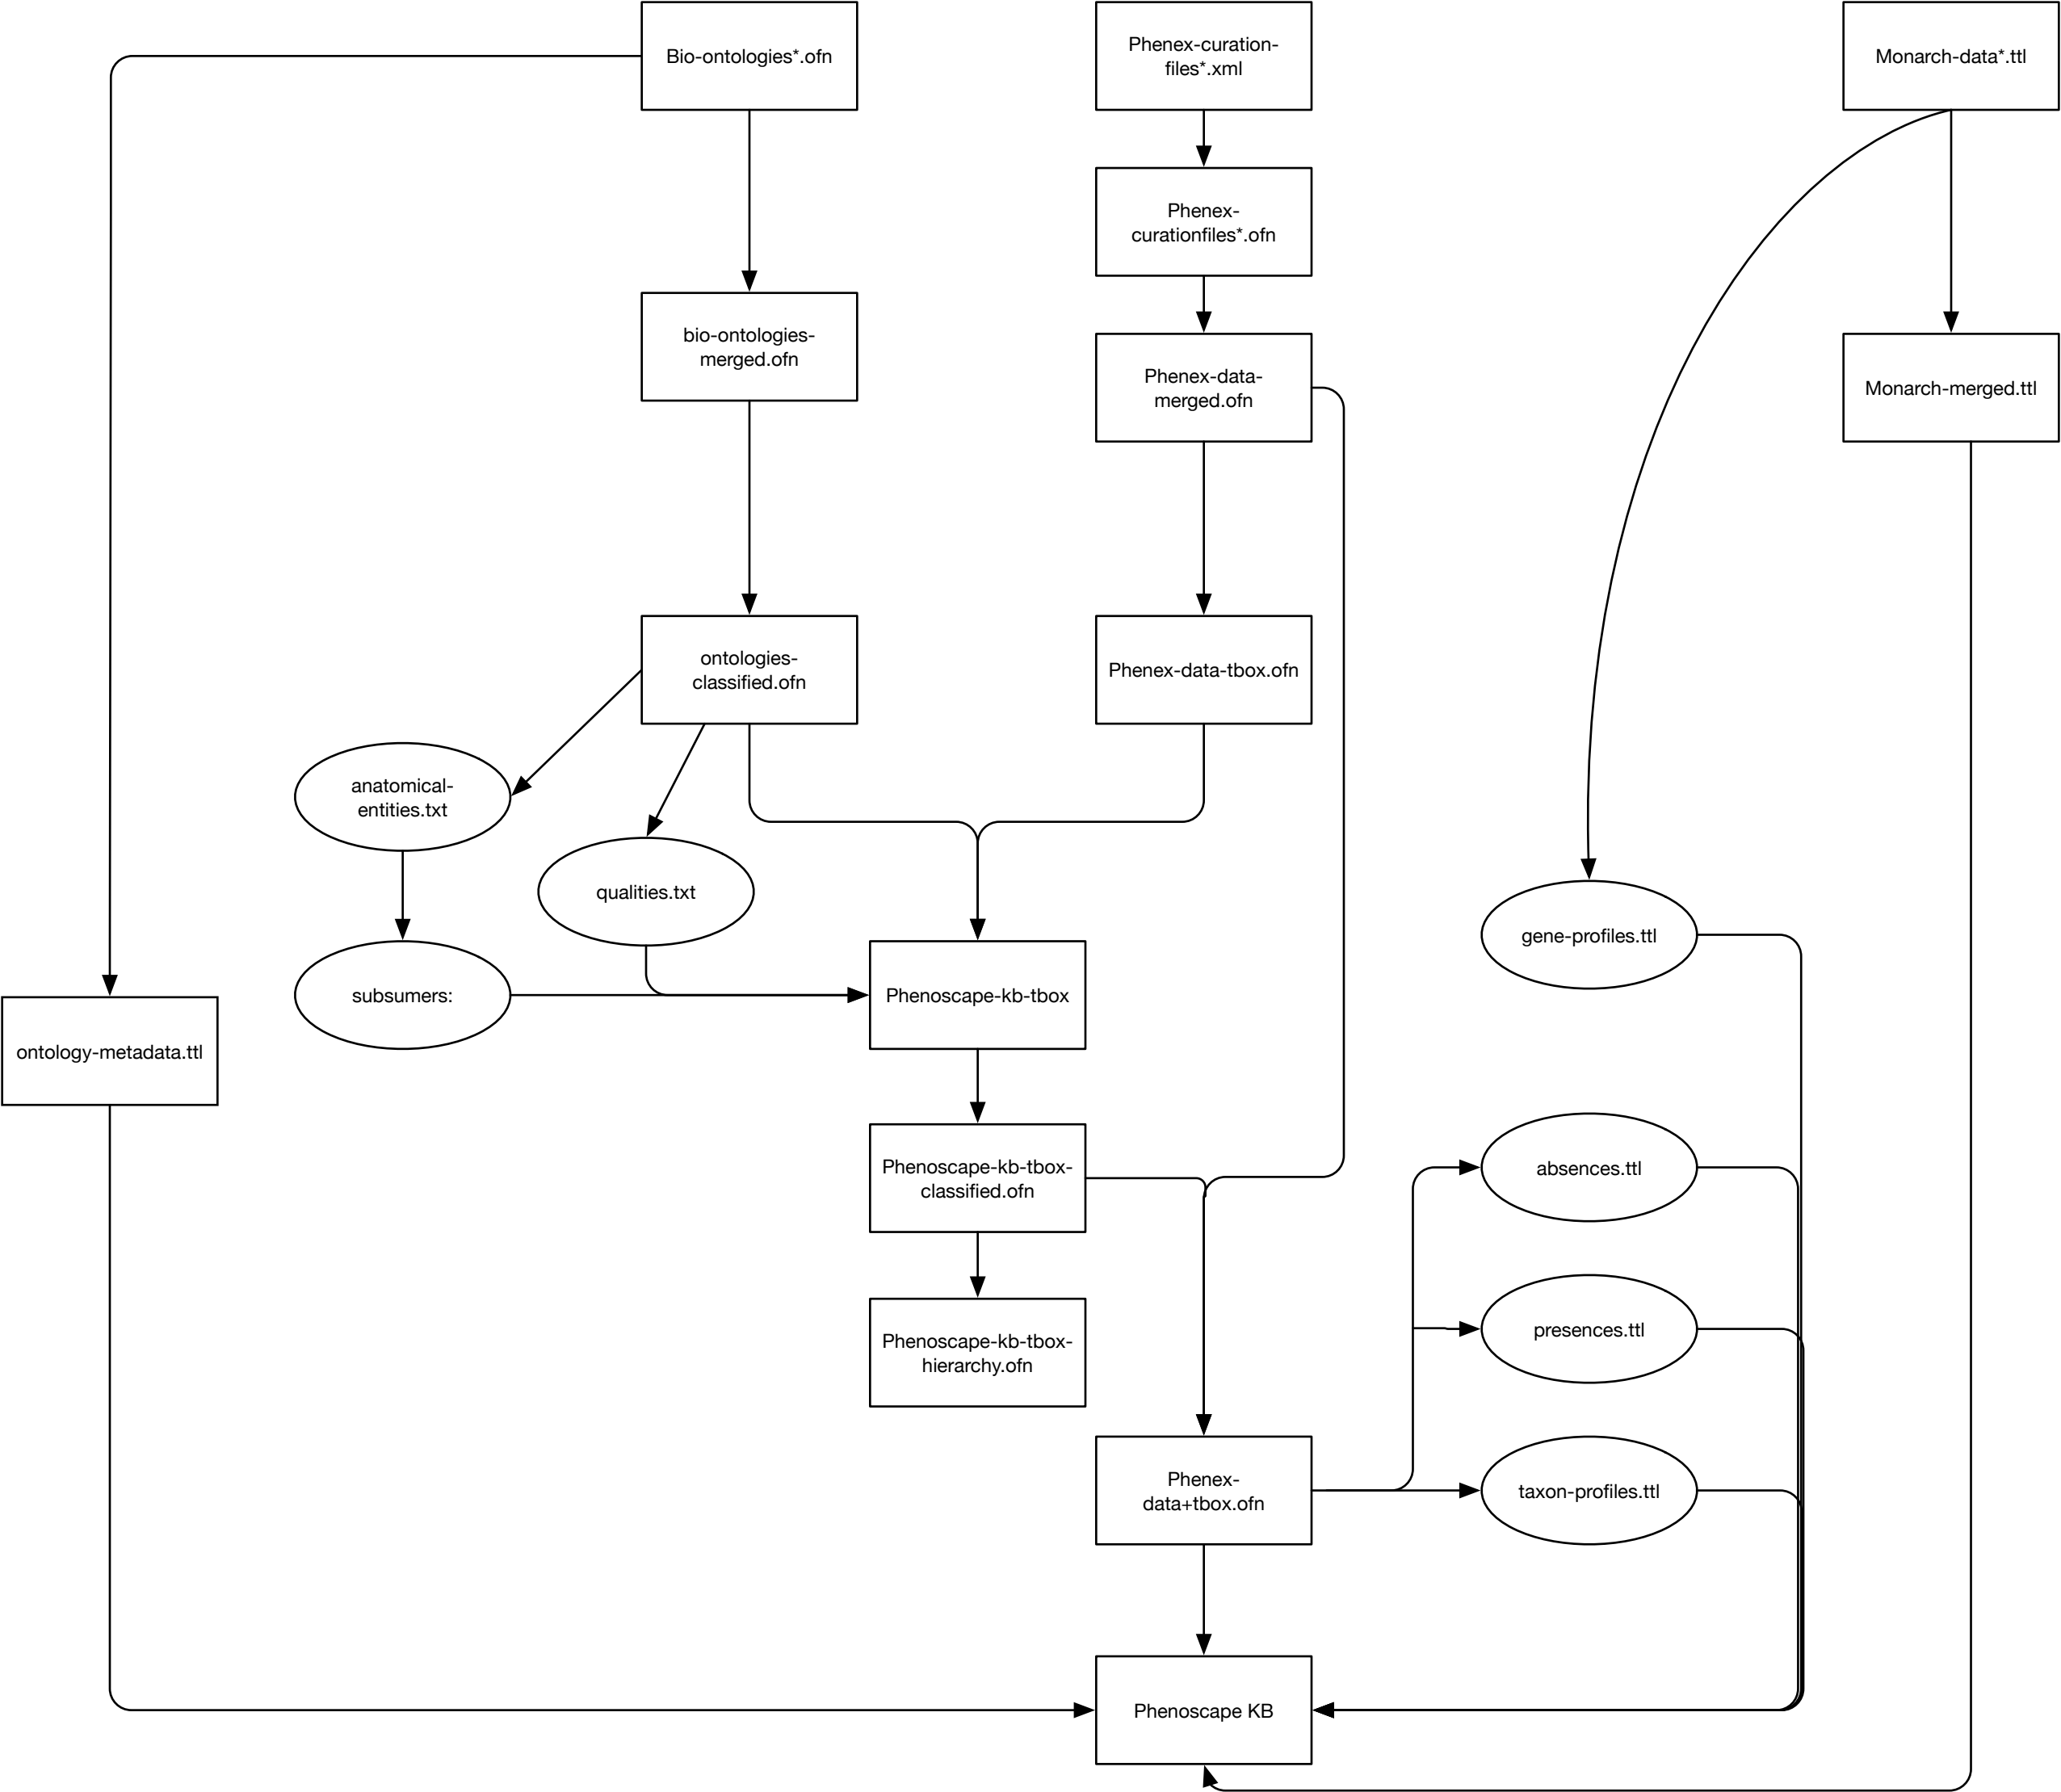 Bio-ontologies*.ofn
Phenex-curation-
files*.xml
Monarch-data*.ttl
Phenex-
curationfiles*.ofn
bio-ontologies-
merged.ofn
Phenex-data-
merged.ofn
Monarch-merged.ttl
ontologies-
classified.ofn
Phenex-data-tbox.ofn
anatomical-
entities.txt
qualities.txt
gene-profiles.ttl
subsumers:
Phenoscape-kb-tbox
ontology-metadata.ttl
Phenoscape-kb-tbox-
classified.ofn
absences.ttl
Phenoscape-kb-tbox-
hierarchy.ofn
presences.ttl
Phenex-
data+tbox.ofn
taxon-profiles.ttl
Phenoscape KB